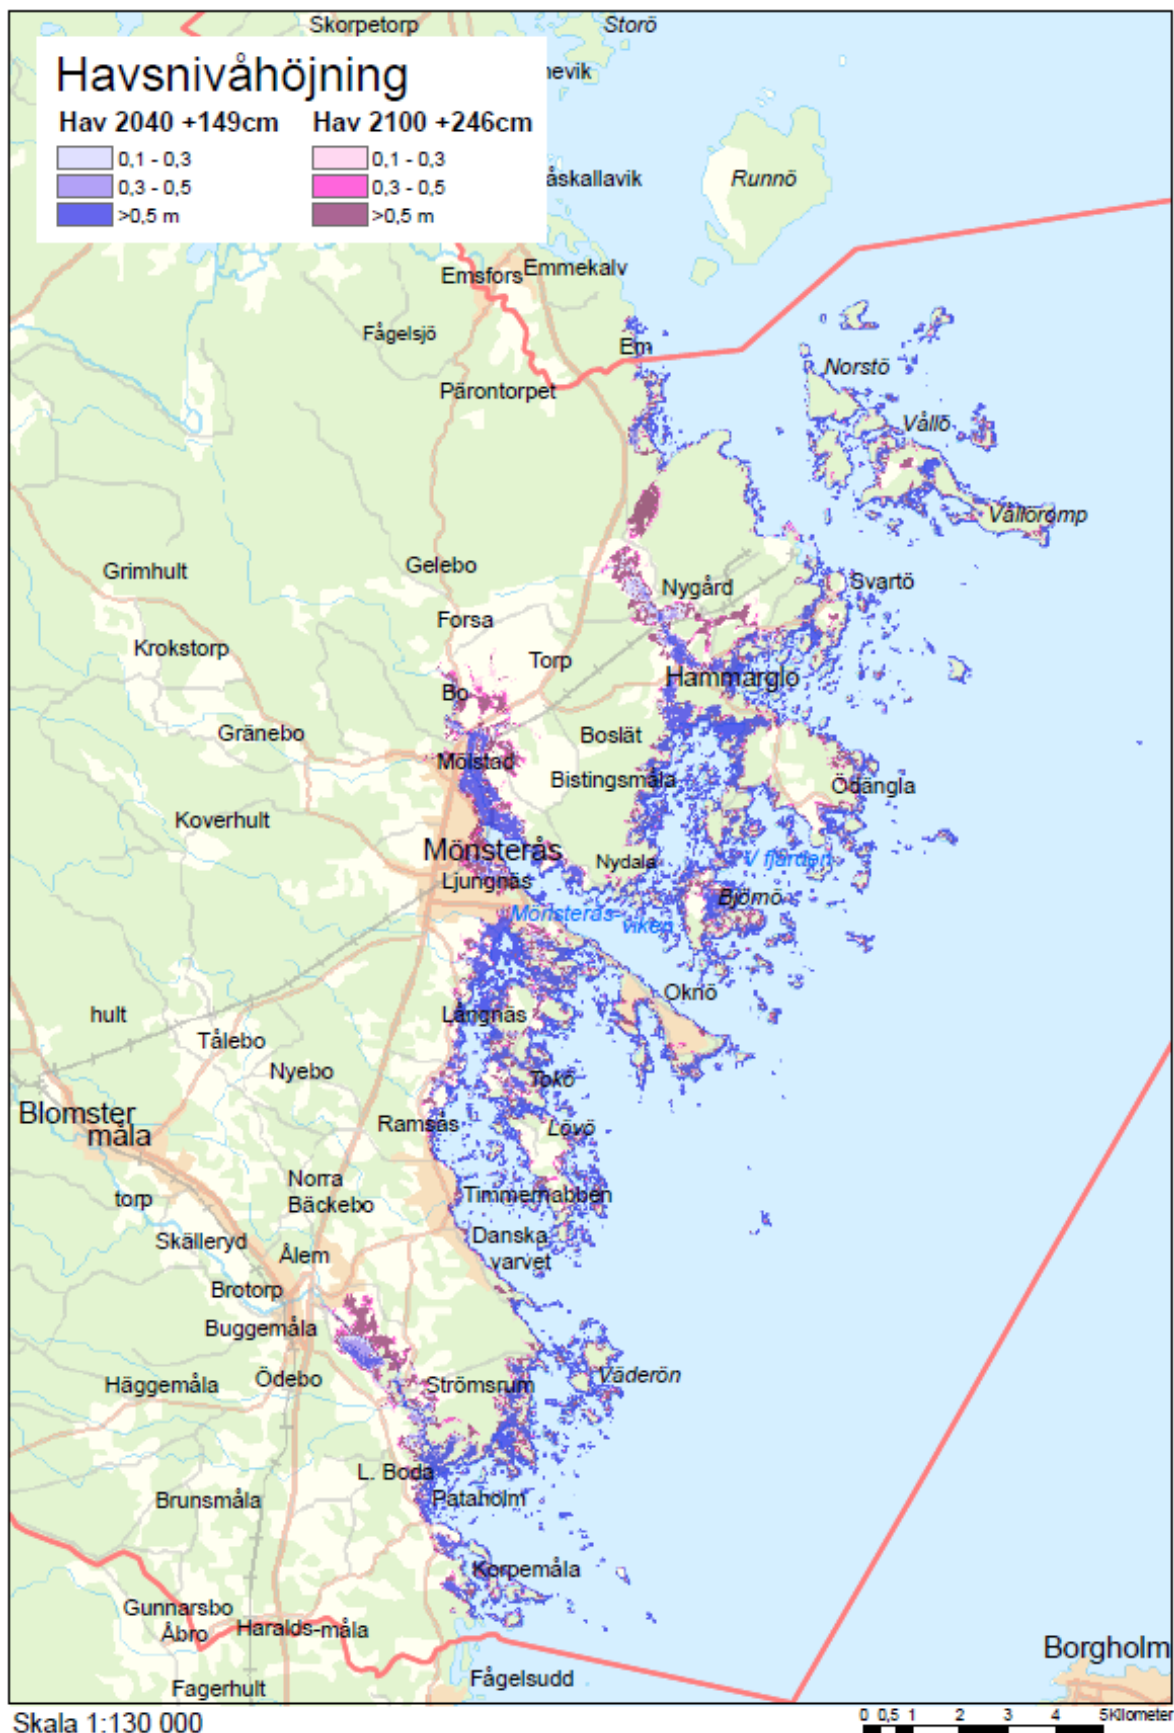 Skorpetorp
Storö
Havsnivåhöjning
nevik
Hav 2040 +149cm Hav 2100 +246cm
0,1 - 0,3 0,1 - 0,3
0,3 - 0,5 0,3 - 0,5
>0,5 m >0,5 m
åskallavik
Runnö
Emsfors
Emmekalv
Fågelsjö
Em
Norstö
Pärontorpet
Vållö
Vållöromp
Grimhult
Gelebo
Nygård
Svartö
Forsa
Krokstorp
Torp
Hammarglo
Bo
Gränebo
Boslät
Mölstad
Bistingsmåla
Ödängla
Koverhult
Mönsterås
Nydala
V fjärden
Ljungnäs
Björnö
Mönsterås-
viken
Oknö
hult
Långnäs
Tålebo
Nyebo
Tokö
Blomster
måla
Ramsås
Lövö
Norra
Bäckebo
torp
Timmernabben
Skälleryd
Ålem
Danska
varvet
Brotorp
Buggemåla
Häggemåla
Ödebo
Strömsrum
Väderön
L. Boda
Brunsmåla
Pataholm
Korpemåla
Gunnarsbo
Åbro
Haralds-måla
Borgholm
Fagerhult
Fågelsudd
Skala 1:130 000
0 0,5 1 2 3 4 5Kilometer